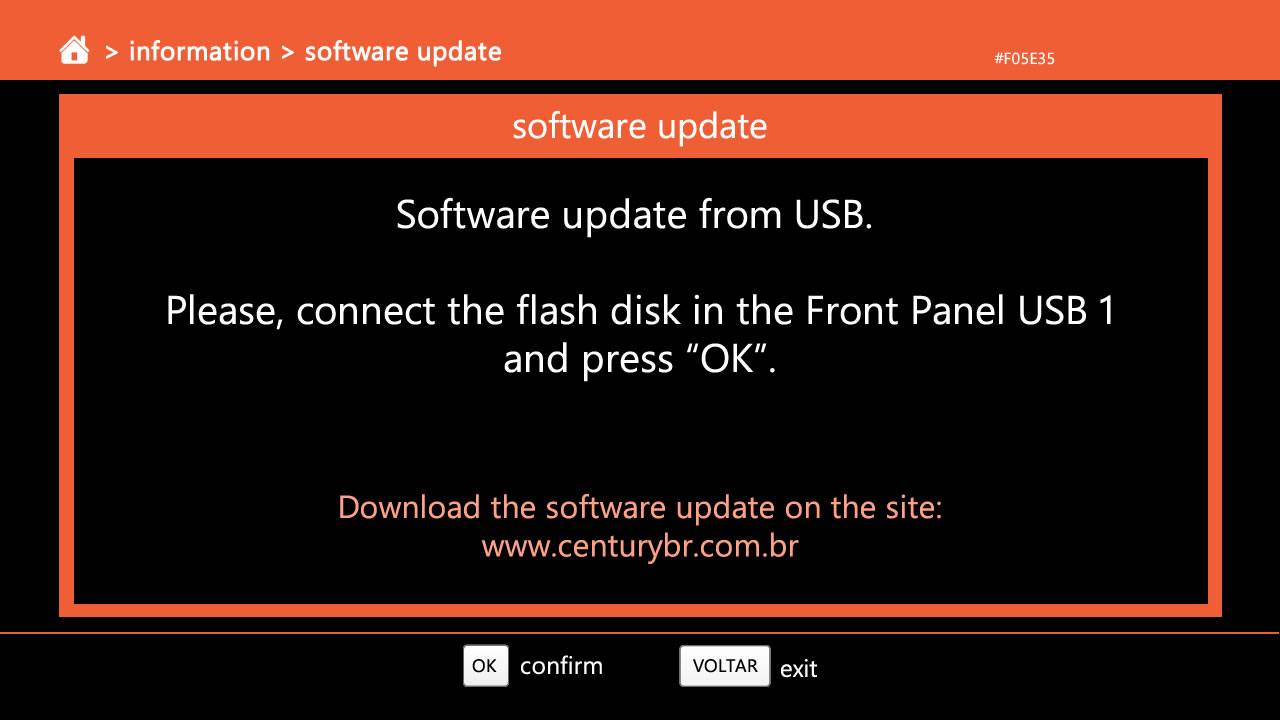 > information > software update
#F05E35
software update
Software update from USB.
Please, connect the flash disk in the Front Panel USB 1
and press “OK”.
Download the software update on the site:
www.centurybr.com.br
OK confirm VOLTAR exit